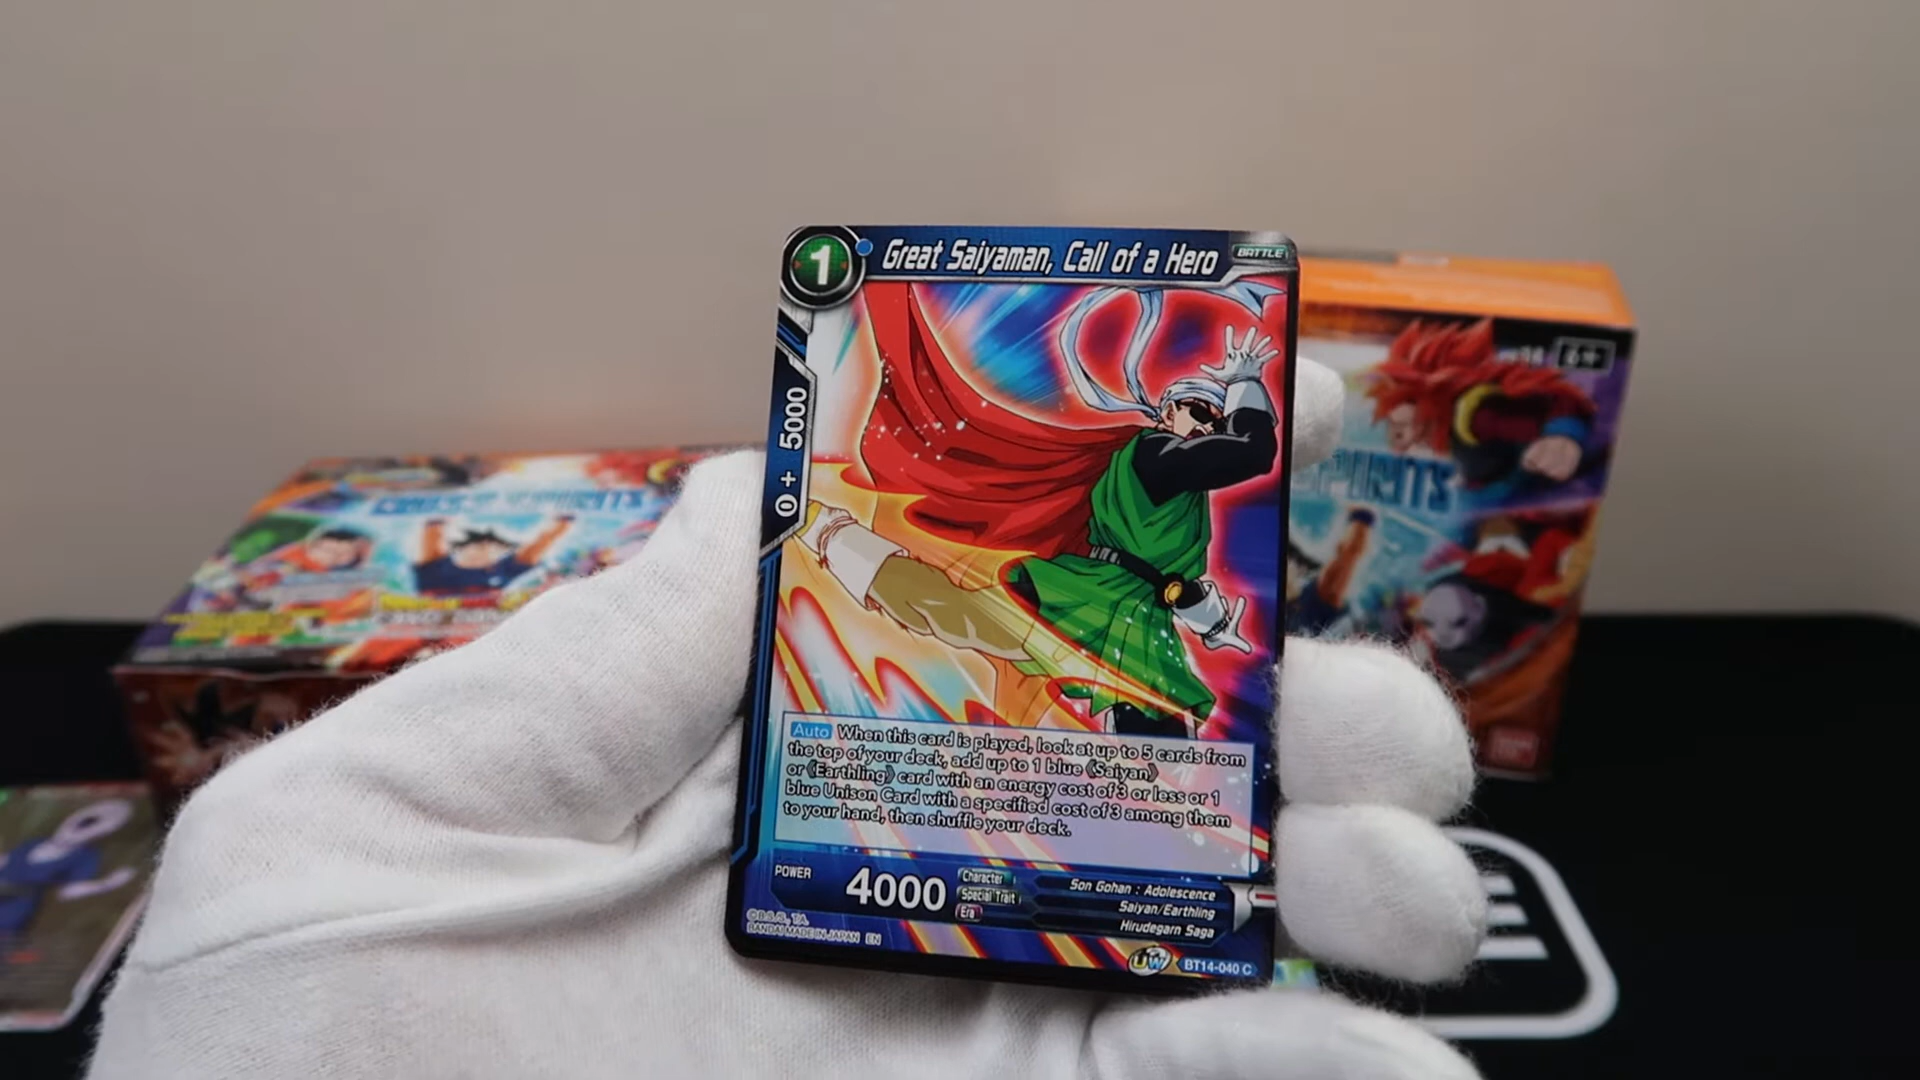 1
Great Saiyaman, Call of a Hero
BATTLE
0 + 5000
Auto When this card is played, look at up to 5 cards from
the top of your deck, add up to 1 blue 《Saiyan》
or 《Earthling》 card with an energy cost of 3 or less or 1
blue Unison Card with a specified cost of 3 among them
to your hand, then shuffle your deck.
POWER
4000
Character
Son Gohan : Adolescence
Special Trait
Saiyan/Earthling
Era
Hirudegarn Saga
©B.S./S., T.A.
BANDAI MADE IN JAPAN EN
UW
BT14-040 C
CROSS SPIRITS
SPIRITS